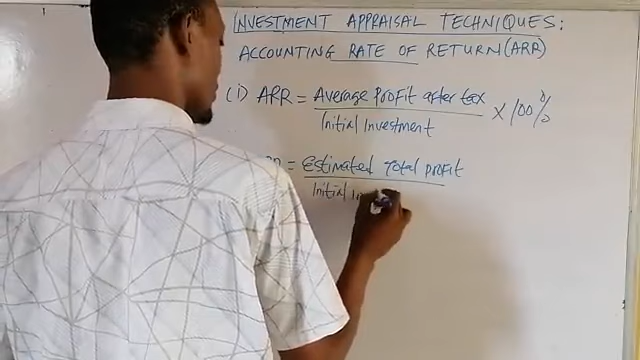 INVESTMENT APPRAISAL TECHNIQUES:
ACCOUNTING RATE OF RETURN (ARR)
(i) ARR = Average profit after tax × 100%
Initial Investment
= Estimated Total profit
Initial